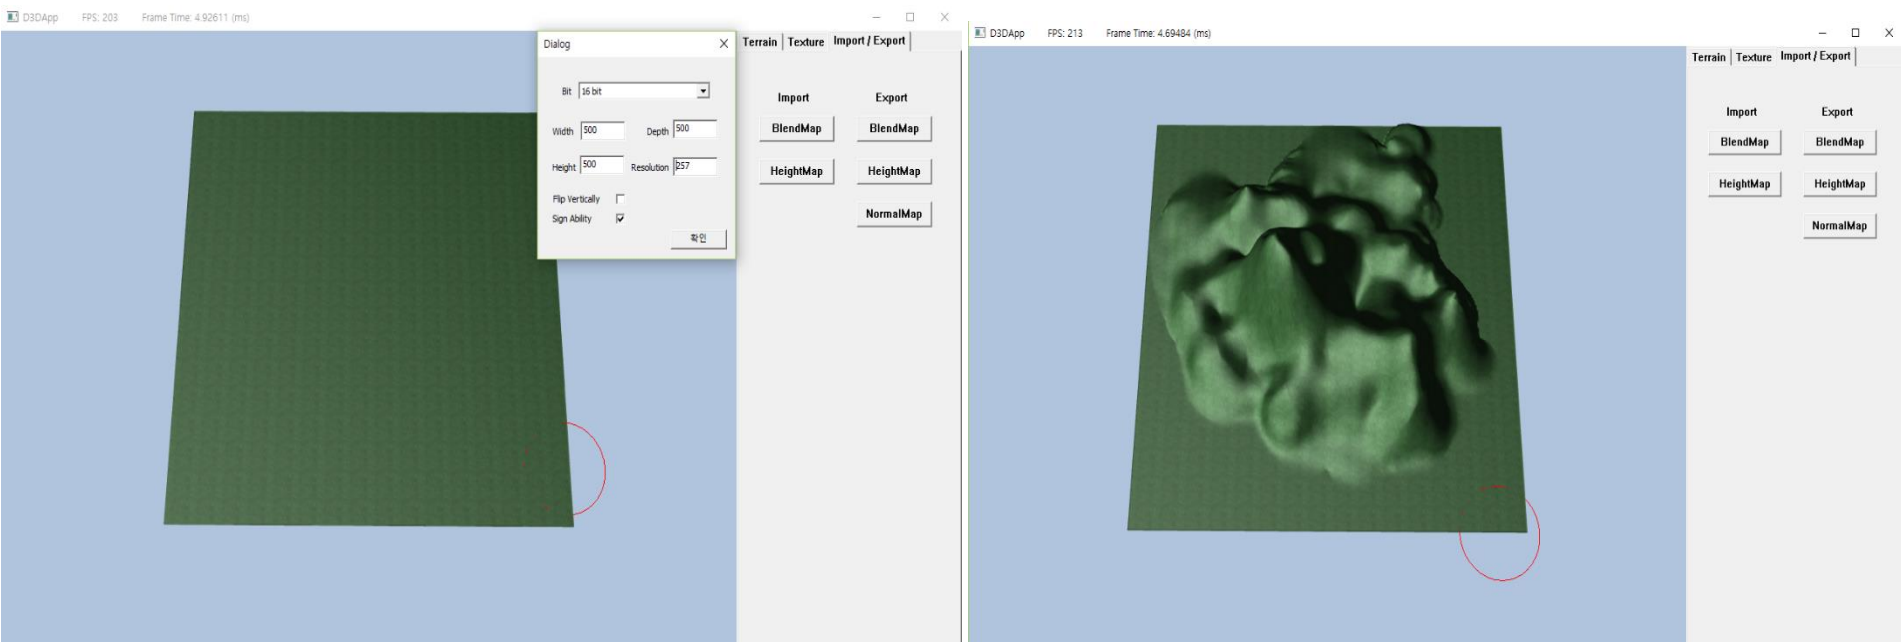 D3DApp FPS: 203 Frame Time: 4.92611 (ms)
Dialog
Bit 16 bit
Width 500 Depth 500
Height 500 Resolution 257
Flip Vertically
Sign Ability
확인
Terrain Texture Import / Export
Import Export
BlendMap BlendMap
HeightMap HeightMap
NormalMap
D3DApp FPS: 213 Frame Time: 4.69484 (ms)
Terrain Texture Import / Export
Import Export
BlendMap BlendMap
HeightMap HeightMap
NormalMap